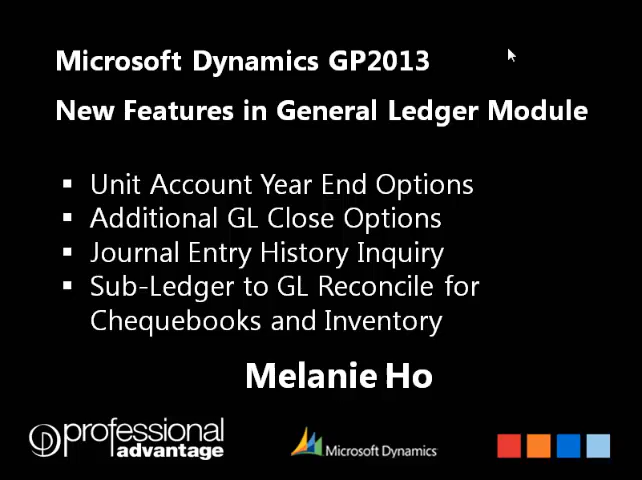 Microsoft Dynamics GP2013
New Features in General Ledger Module
▪ Unit Account Year End Options
▪ Additional GL Close Options
▪ Journal Entry History Inquiry
▪ Sub-Ledger to GL Reconcile for
Chequebooks and Inventory
Melanie Ho
professional
advantage
Microsoft Dynamics